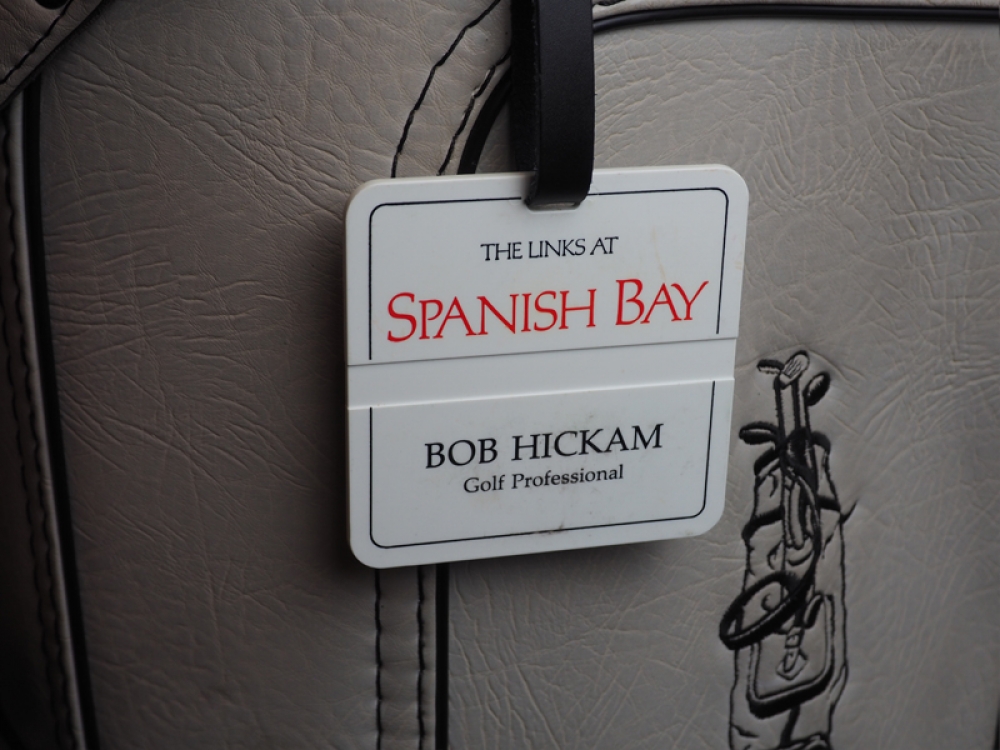 THE LINKS AT
SPANISH BAY
BOB HICKAM
Golf Professional